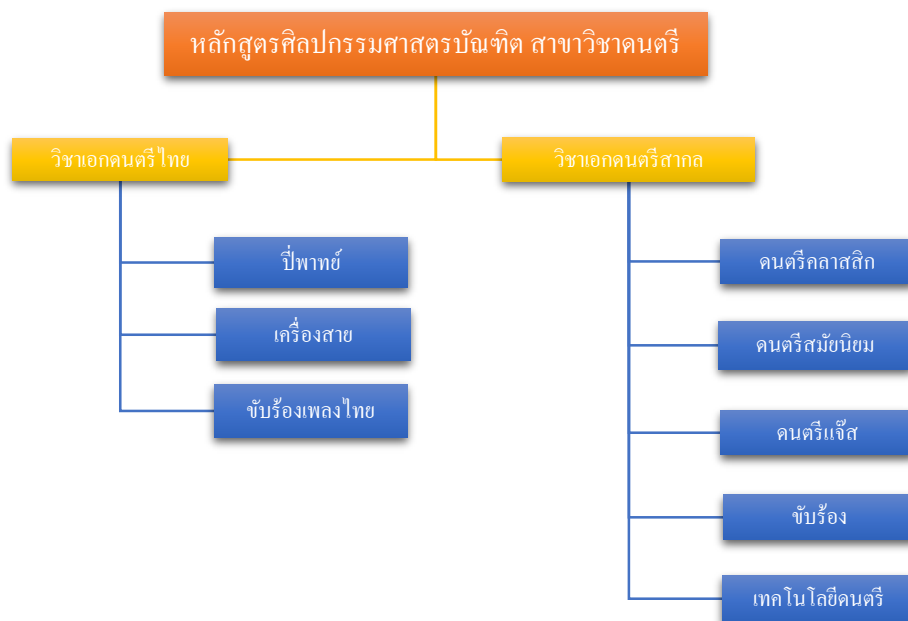 หลักสูตรศิลปกรรมศาสตรบัณฑิต สาขาวิชาดนตรี
วิชาเอกดนตรีไทย
ปี่พาทย์
เครื่องสาย
ขับร้องเพลงไทย
วิชาเอกดนตรีสากล
ดนตรีคลาสสิก
ดนตรีสมัยนิยม
ดนตรีแจ๊ส
ขับร้อง
เทคโนโลยีดนตรี